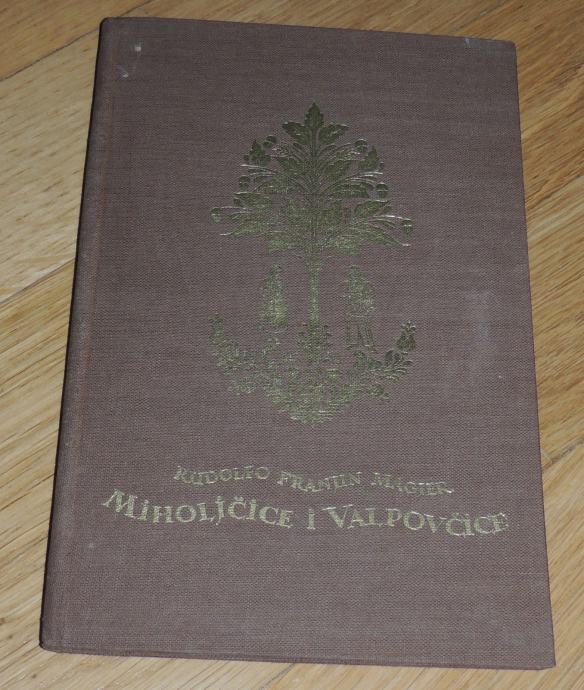 RUDOLFO FRANJIN MAGJER
MIHOLJČICE I VALPOVČICE